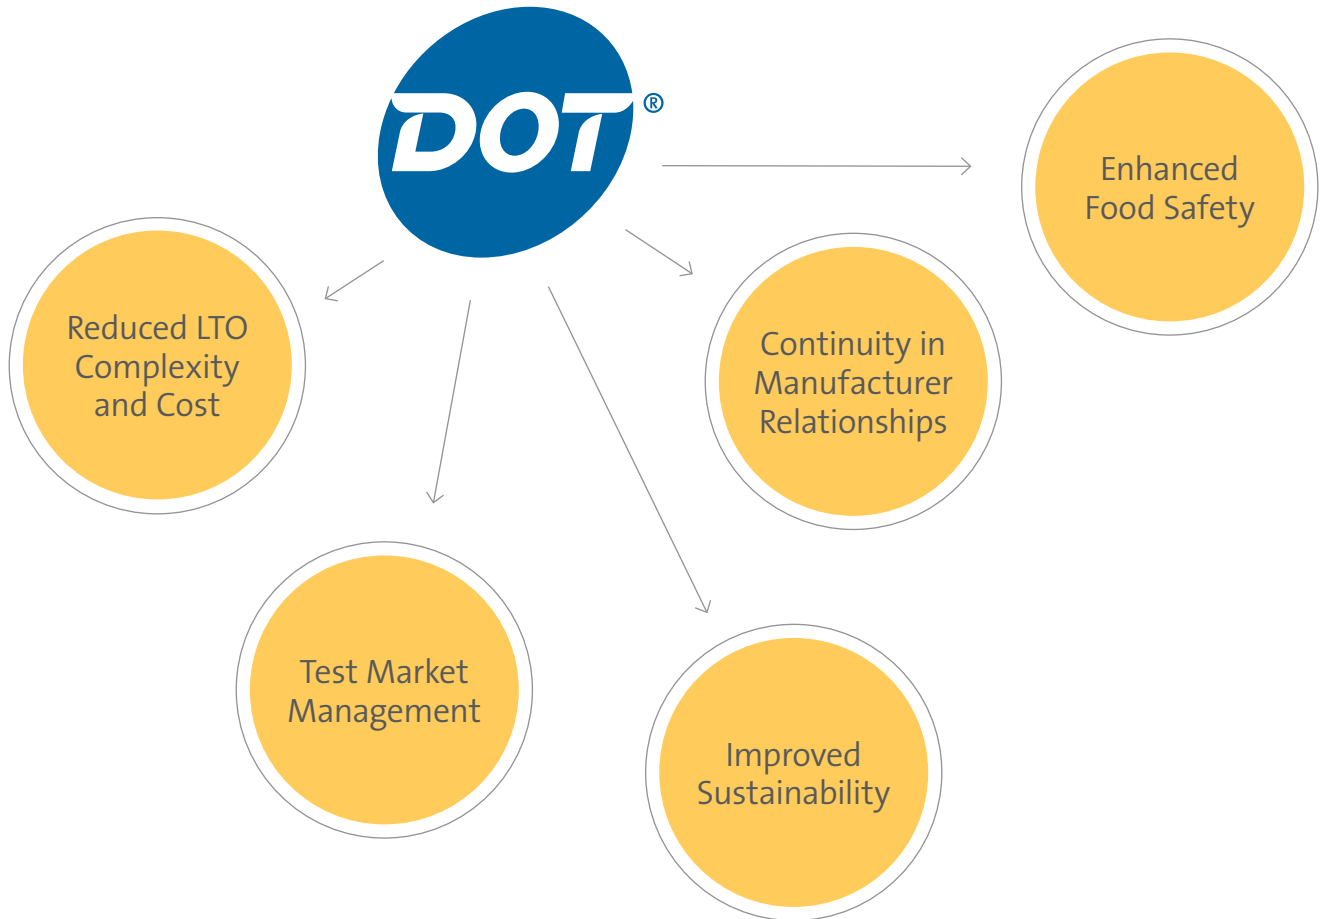 DOT®
Enhanced
Food Safety
Reduced LTO
Complexity
and Cost
Continuity in
Manufacturer
Relationships
Test Market
Management
Improved
Sustainability